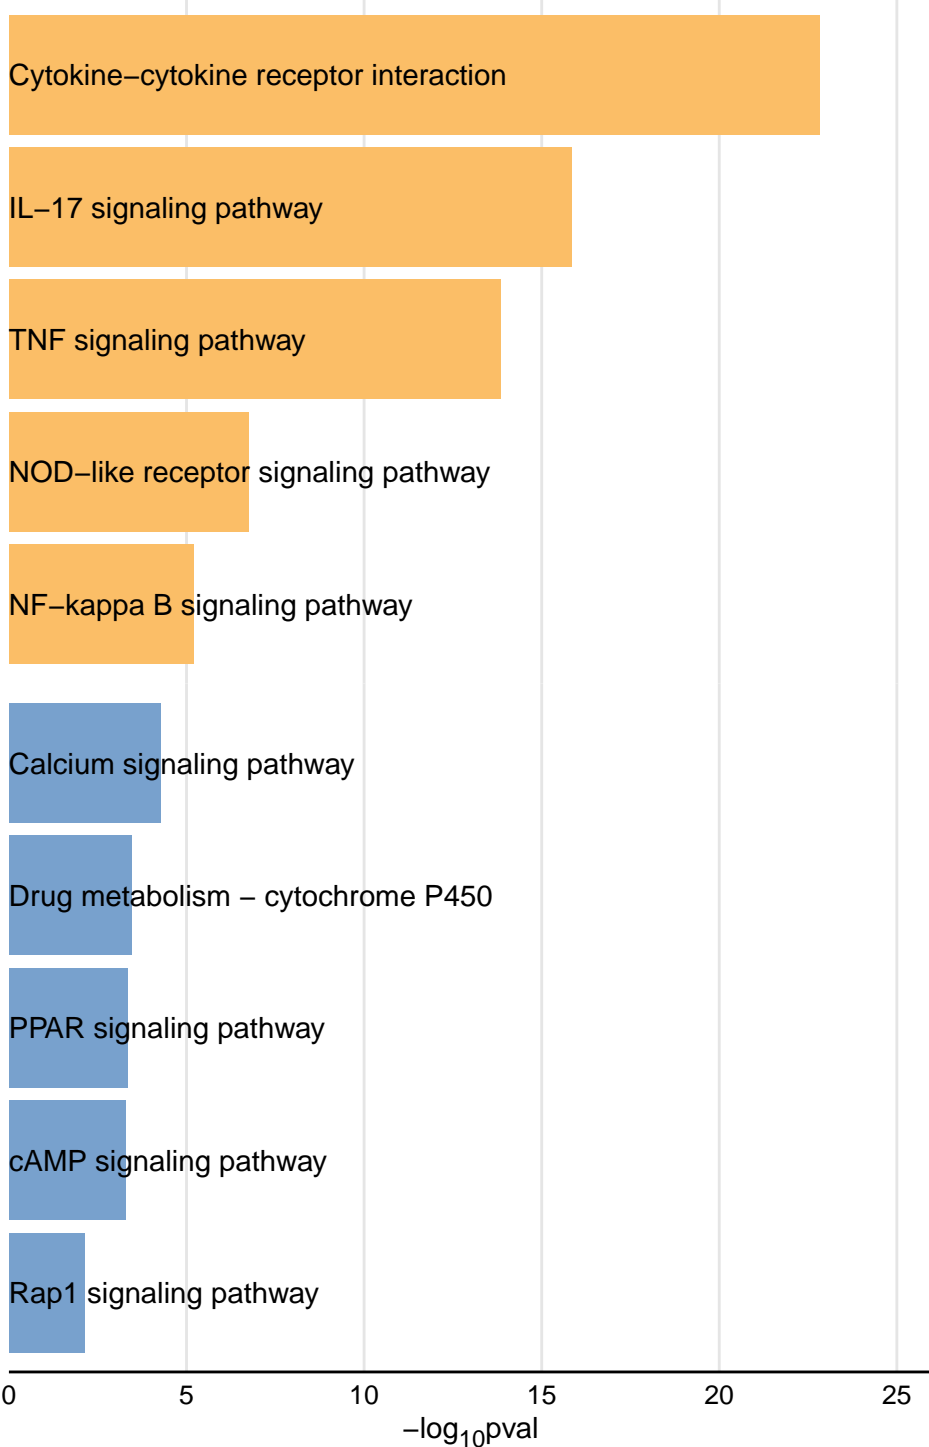 Cytokine−cytokine receptor interaction
IL−17 signaling pathway
TNF signaling pathway
NOD−like receptor signaling pathway
NF−kappa B signaling pathway
Calcium signaling pathway
Drug metabolism − cytochrome P450
PPAR signaling pathway
cAMP signaling pathway
Rap1 signaling pathway
0 5 10 15 20 25
−log10pval